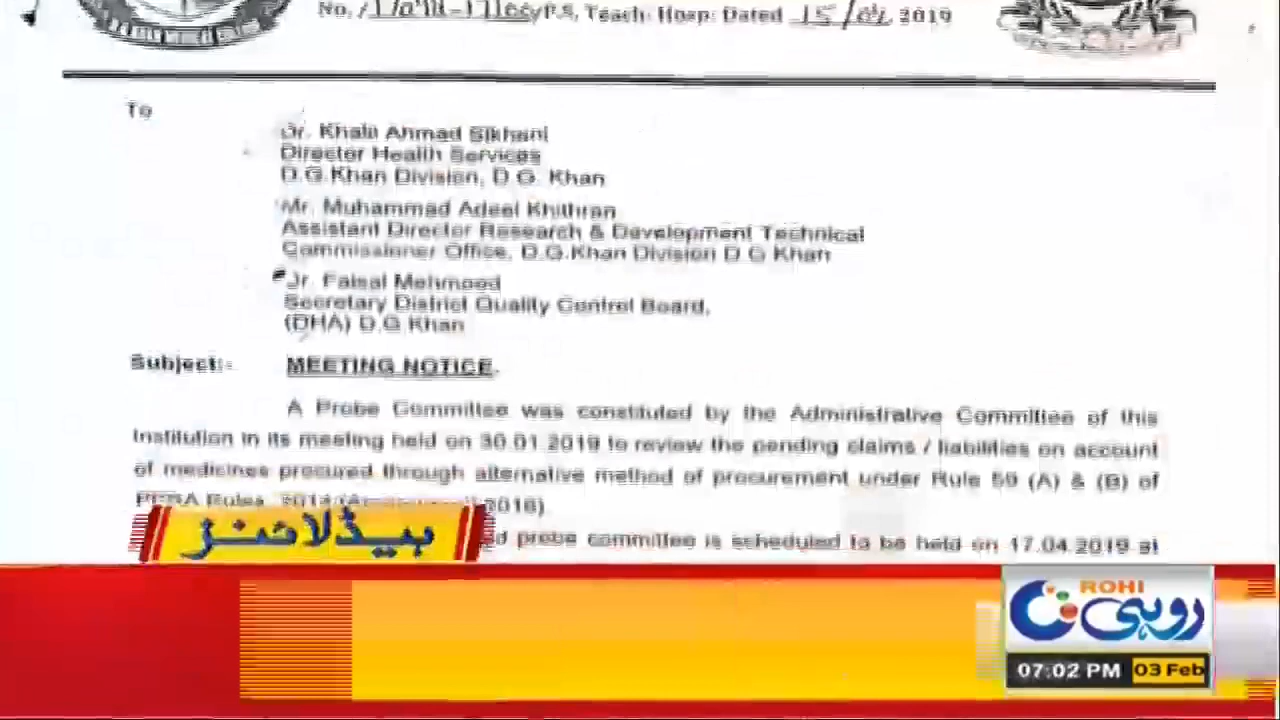 No. P.S, Teach: Hosp: Dated 15/04 2019
To
Dr. Khalil Ahmad Sikhani
Director Health Services
D.G.Khan Division, D.G. Khan
Mr. Muhammad Adeel Khithran
Assistant Director Research & Development Technical
Commissioner Office, D.G.Khan Division D.G Khan
Dr. Faisal Mehmood
Secretary District Quality Control Board,
(DHA) D.G Khan
Subject:- MEETING NOTICE.
A Probe Committee was constituted by the Administrative Committee of this
Institution in its meeting held on 30.01.2019 to review the pending claims / liabilities on account
of medicines procured through alternative method of procurement under Rule 59 (A) & (B) of
PPRA Rules, 2014 2016)
probe committee is scheduled to be held on 17.04.2019 at
ہیڈلائنز
ROHI
روہی
07:02 PM 03 Feb